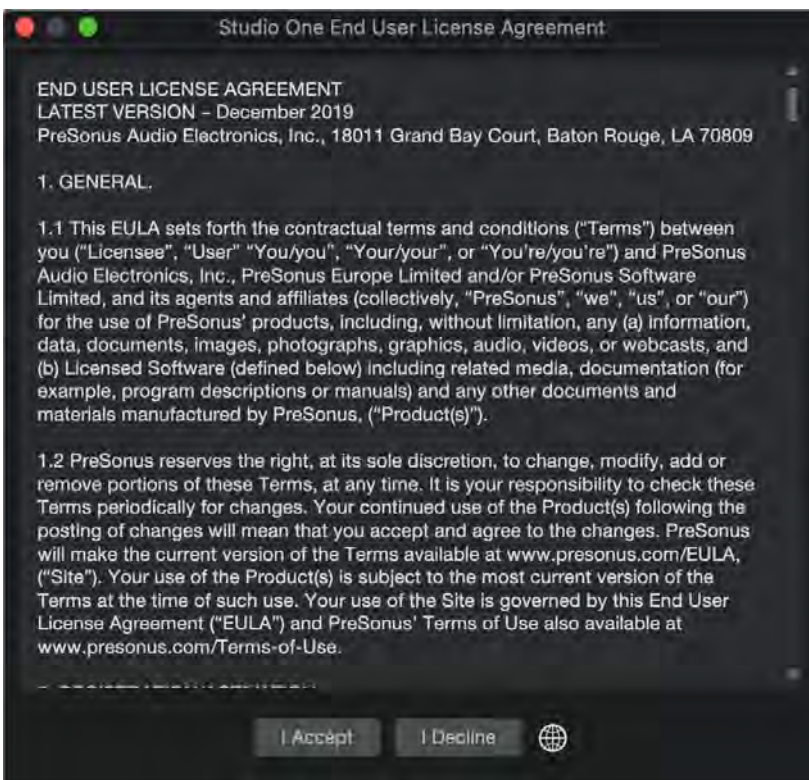 Studio One End User License Agreement
END USER LICENSE AGREEMENT
LATEST VERSION – December 2019
PreSonus Audio Electronics, Inc., 18011 Grand Bay Court, Baton Rouge, LA 70809
1. GENERAL.
1.1 This EULA sets forth the contractual terms and conditions (“Terms”) between
you (“Licensee”, “User” “You/you”, “Your/your”, or “You’re/you’re”) and PreSonus
Audio Electronics, Inc., PreSonus Europe Limited and/or PreSonus Software
Limited, and its agents and affiliates (collectively, “PreSonus”, “we”, “us”, or “our”)
for the use of PreSonus’ products, including, without limitation, any (a) information,
data, documents, images, photographs, graphics, audio, videos, or webcasts, and
(b) Licensed Software (defined below) including related media, documentation (for
example, program descriptions or manuals) and any other documents and
materials manufactured by PreSonus, (“Product(s)”).
1.2 PreSonus reserves the right, at its sole discretion, to change, modify, add or
remove portions of these Terms, at any time. It is your responsibility to check these
Terms periodically for changes. Your continued use of the Product(s) following the
posting of changes will mean that you accept and agree to the changes. PreSonus
will make the current version of the Terms available at www.presonus.com/EULA,
(“Site”). Your use of the Product(s) is subject to the most current version of the
Terms at the time of such use. Your use of the Site is governed by this End User
License Agreement (“EULA”) and PreSonus’ Terms of Use also available at
www.presonus.com/Terms-of-Use.
I Accept I Decline